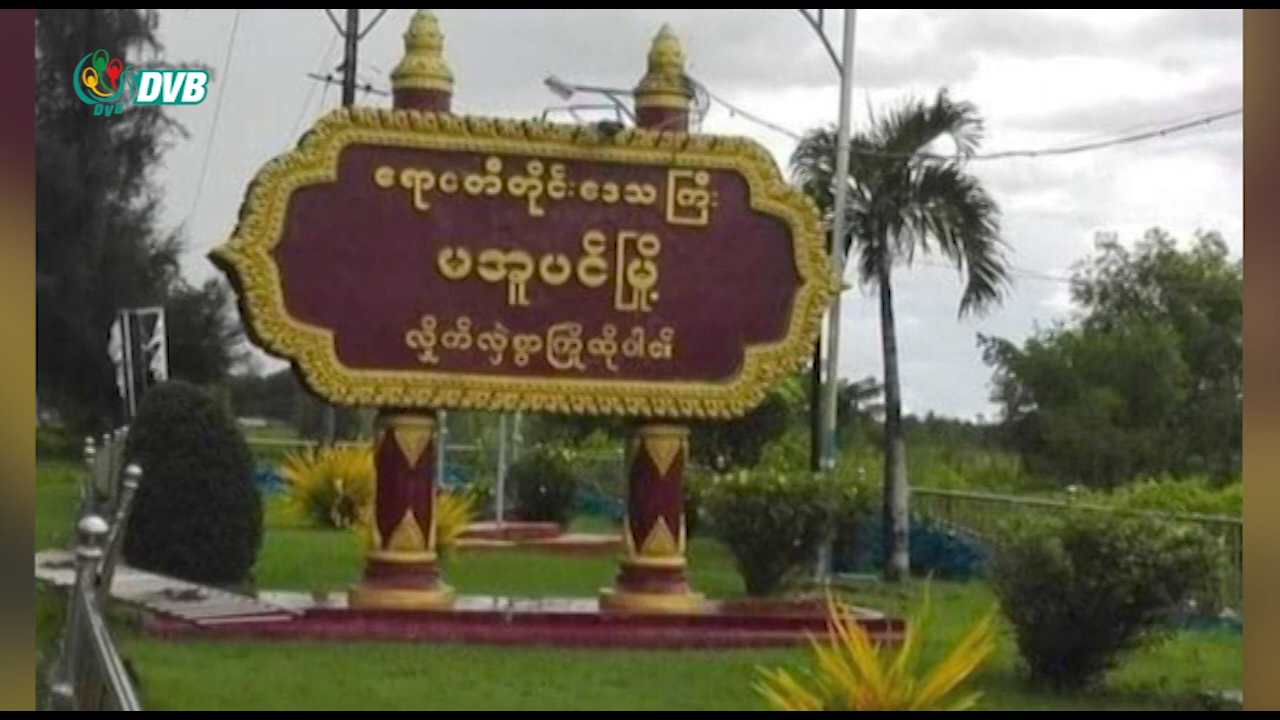 DVB
DVB
ဧရာဝတီတိုင်းဒေသကြီး
မအူပင်မြို့
လှိုက်လှဲစွာကြိုဆိုပါ၏